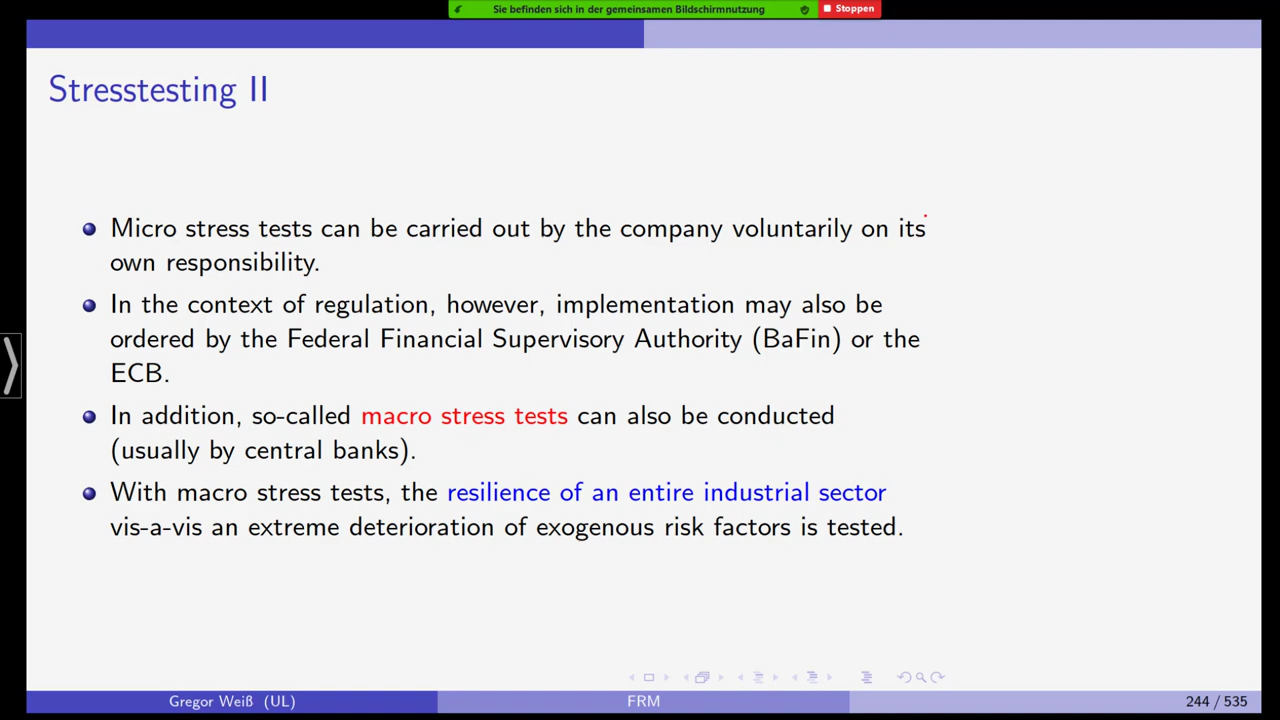 Sie befinden sich in der gemeinsamen Bildschirmnutzung
Stoppen
Stresstesting II
Micro stress tests can be carried out by the company voluntarily on its
own responsibility.
In the context of regulation, however, implementation may also be
ordered by the Federal Financial Supervisory Authority (BaFin) or the
ECB.
In addition, so-called macro stress tests can also be conducted
(usually by central banks).
With macro stress tests, the resilience of an entire industrial sector
vis-a-vis an extreme deterioration of exogenous risk factors is tested.
Gregor Weiß (UL)
FRM
244 / 535